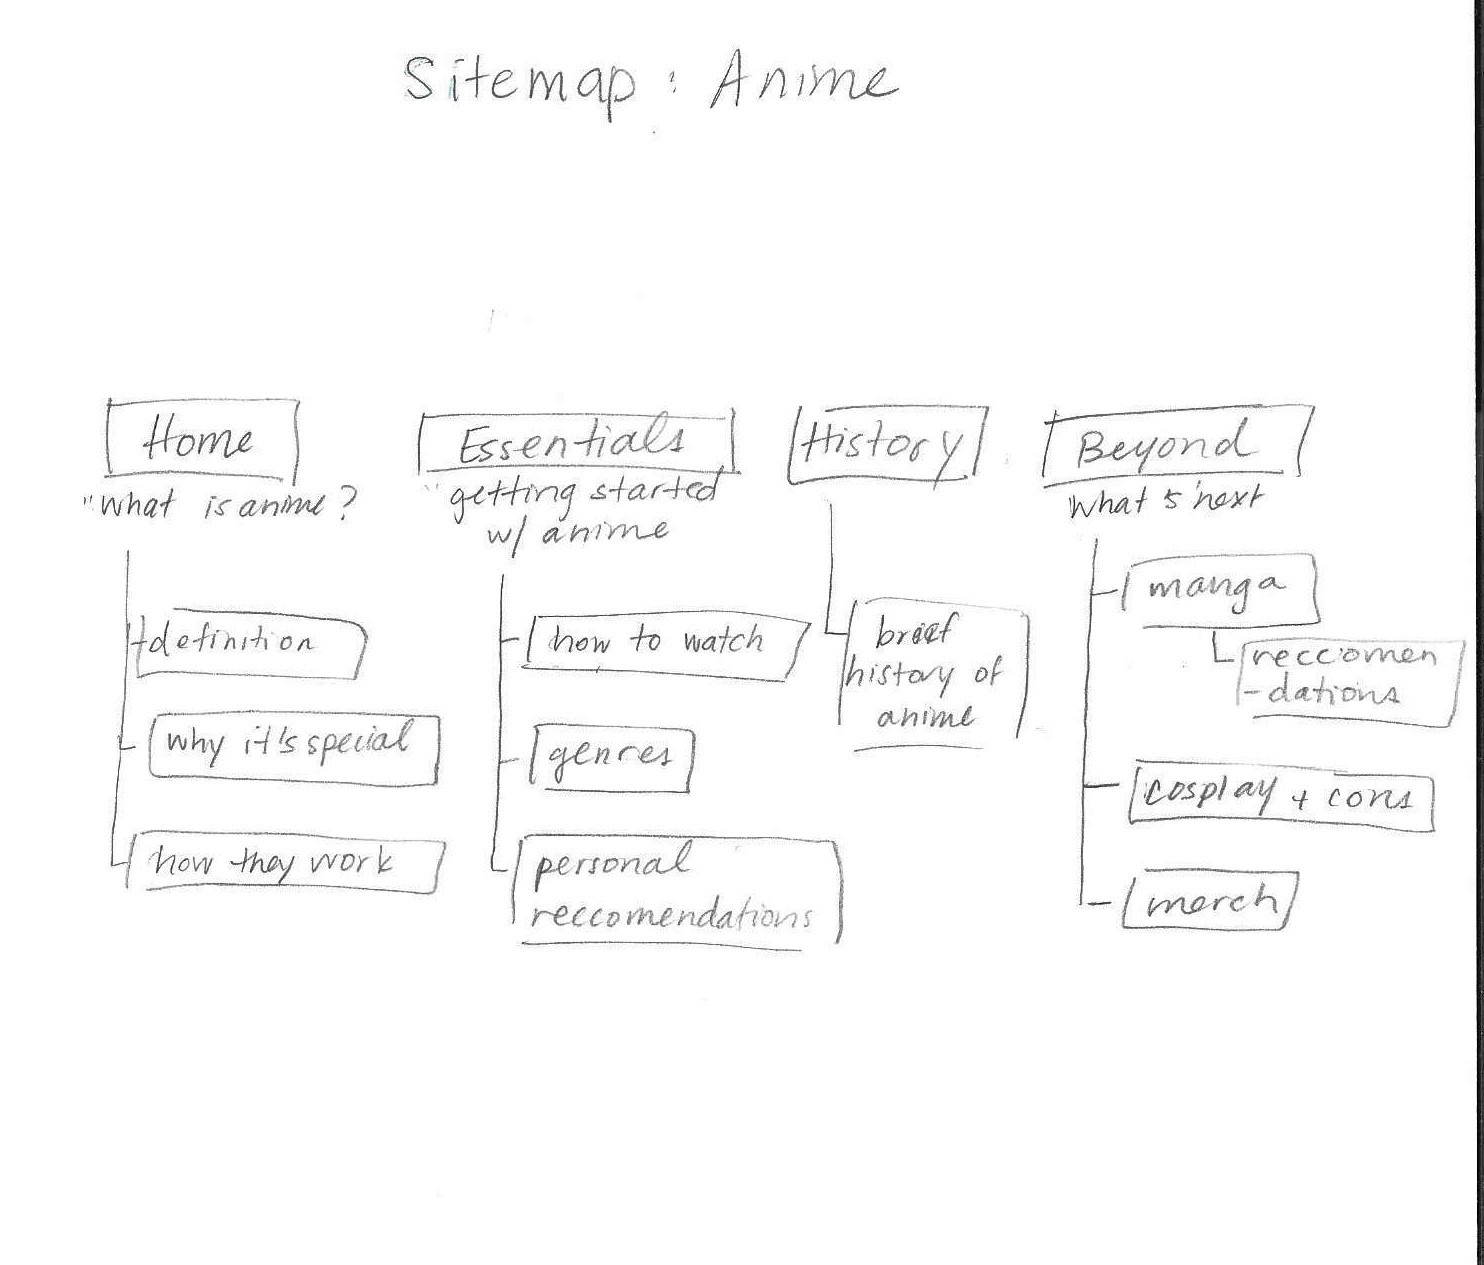 Sitemap: Anime
Home
"What is anime?
definition
why it's special
how they work
Essentials
"getting started
w/ anime
how to watch
genres
personal
reccomendations
History
brief
history of
anime
Beyond
What's next
manga
reccomen
-dations
cosplay + cons
merch